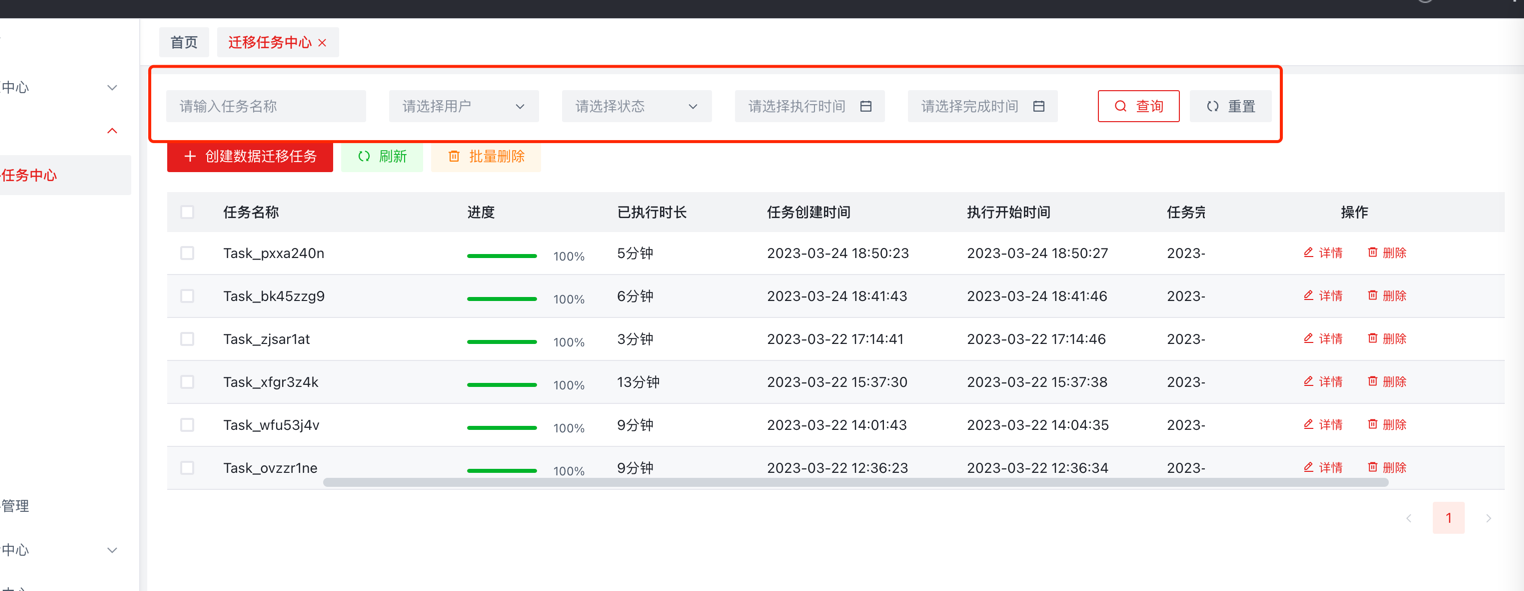 首页 迁移任务中心
中心
请输入任务名称 请选择用户 请选择状态 请选择执行时间 请选择完成时间 查询 重置
创建数据迁移任务 刷新 批量删除
任务中心
任务名称 进度 已执行时长 任务创建时间 执行开始时间 任务完 操作
Task_pxxa240n 100% 5分钟 2023-03-24 18:50:23 2023-03-24 18:50:27 2023- 详情 删除
Task_bk45zzg9 100% 6分钟 2023-03-24 18:41:43 2023-03-24 18:41:46 2023- 详情 删除
Task_zjsar1at 100% 3分钟 2023-03-22 17:14:41 2023-03-22 17:14:46 2023- 详情 删除
Task_xfgr3z4k 100% 13分钟 2023-03-22 15:37:30 2023-03-22 15:37:38 2023- 详情 删除
Task_wfu53j4v 100% 9分钟 2023-03-22 14:01:43 2023-03-22 14:04:35 2023- 详情 删除
Task_ovzzr1ne 100% 9分钟 2023-03-22 12:36:23 2023-03-22 12:36:34 2023- 详情 删除
管理
1
中心